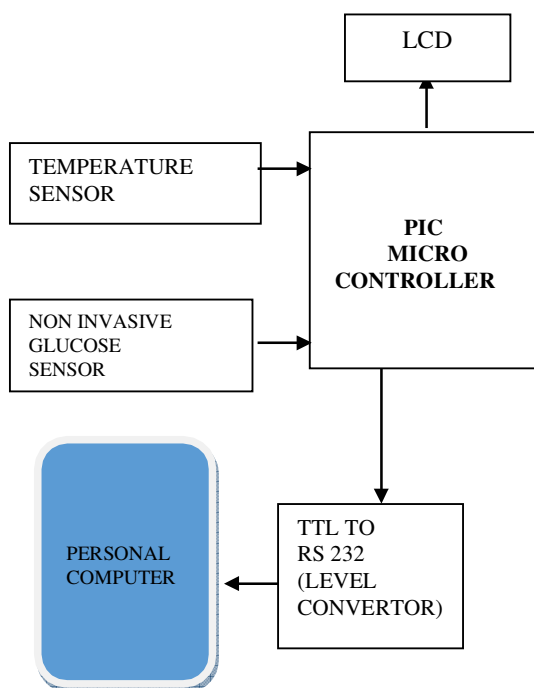 LCD
TEMPERATURE
SENSOR
PIC
MICRO
CONTROLLER
NON INVASIVE
GLUCOSE
SENSOR
TTL TO
RS 232
(LEVEL
CONVERTOR)
PERSONAL
COMPUTER